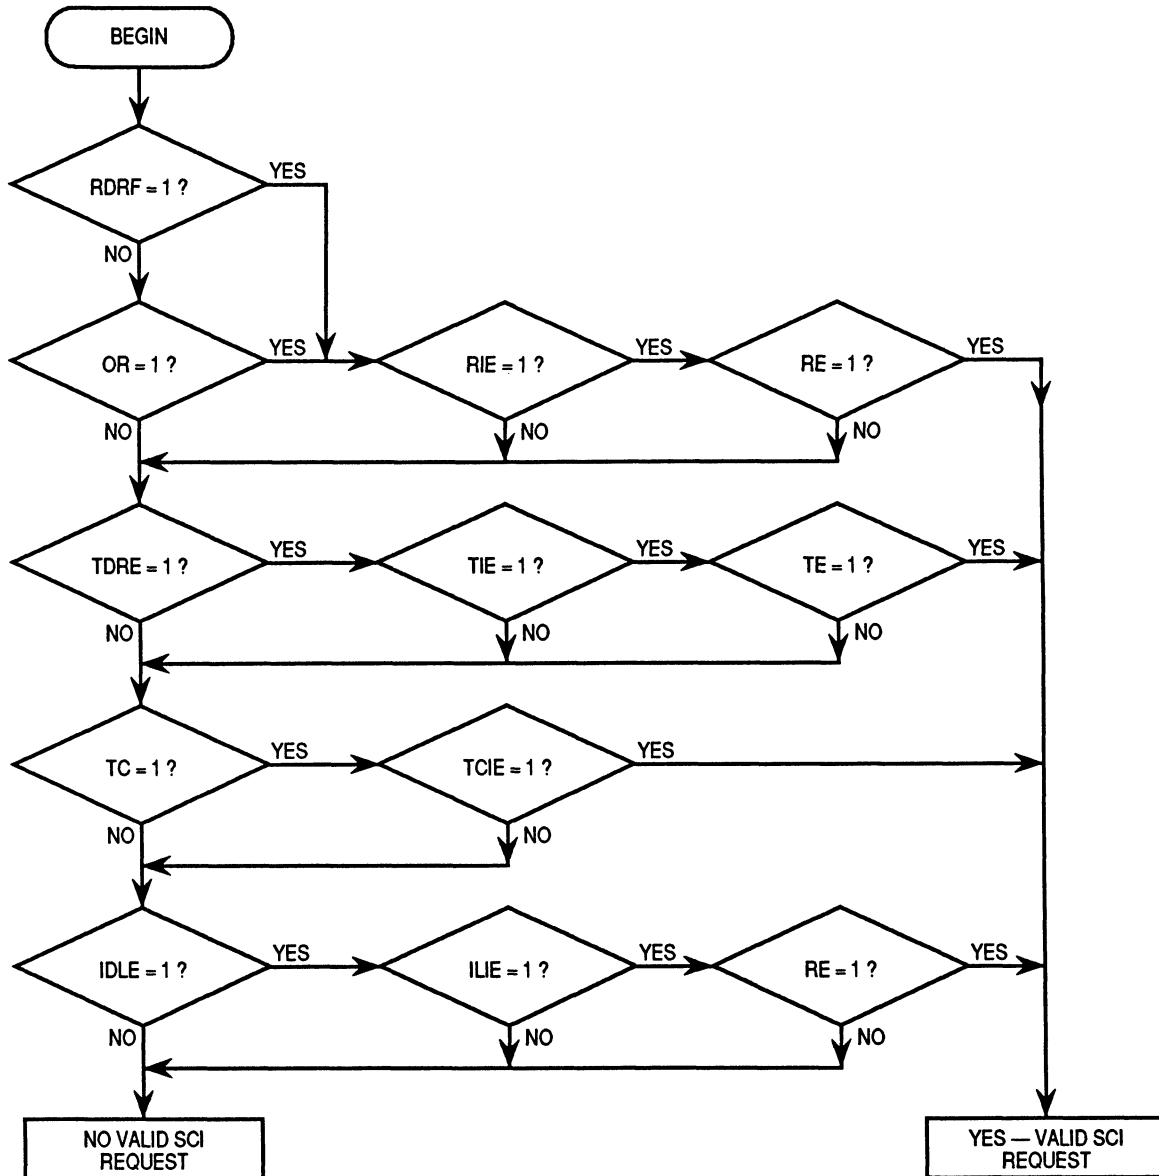 BEGIN
RDRF = 1 ?
YES
NO
OR = 1 ?
YES
RIE = 1 ?
YES
RE = 1 ?
YES
NO
NO
NO
TDRE = 1 ?
YES
TIE = 1 ?
YES
TE = 1 ?
YES
NO
NO
NO
TC = 1 ?
YES
TCIE = 1 ?
YES
NO
NO
IDLE = 1 ?
YES
ILIE = 1 ?
YES
RE = 1 ?
YES
NO
NO
NO
NO VALID SCI
REQUEST
YES — VALID SCI
REQUEST